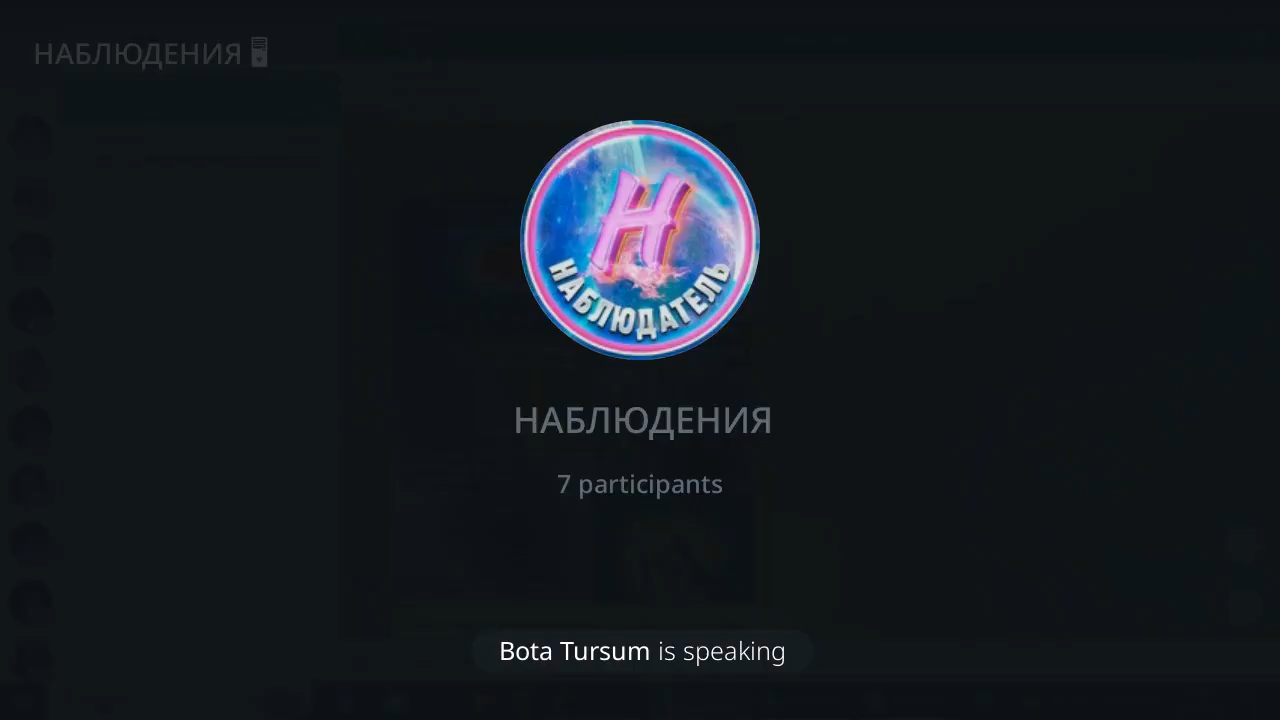 НАБЛЮДЕНИЯ🖥
Н
НАБЛЮДАТЕЛЬ
НАБЛЮДЕНИЯ
7 participants
Bota Tursum is speaking